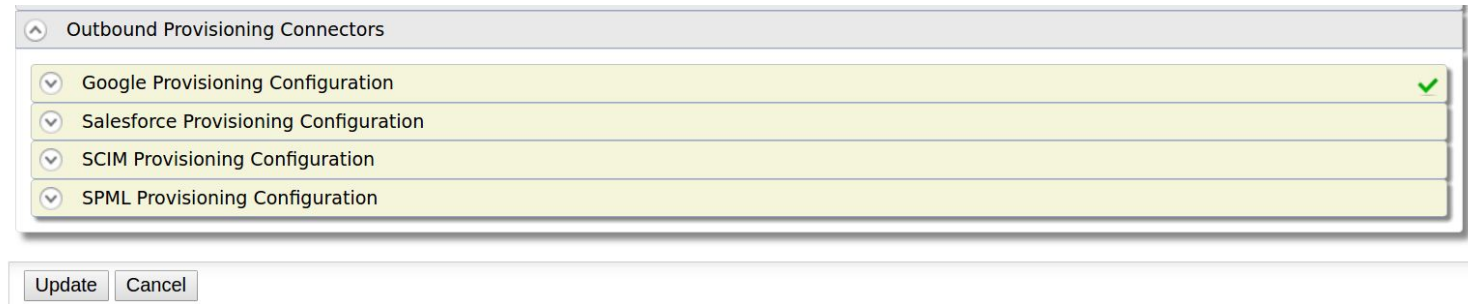 Outbound Provisioning Connectors
Google Provisioning Configuration
Salesforce Provisioning Configuration
SCIM Provisioning Configuration
SPML Provisioning Configuration
Update Cancel